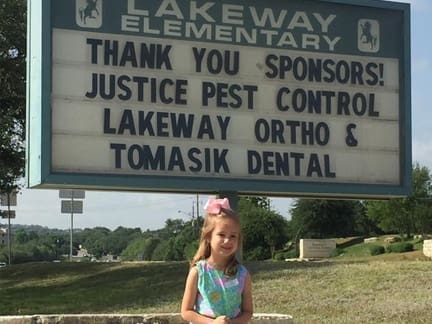 LAKEWAY
ELEMENTARY
THANK YOU SPONSORS!
JUSTICE PEST CONTROL
LAKEWAY ORTHO &
TOMASIK DENTAL